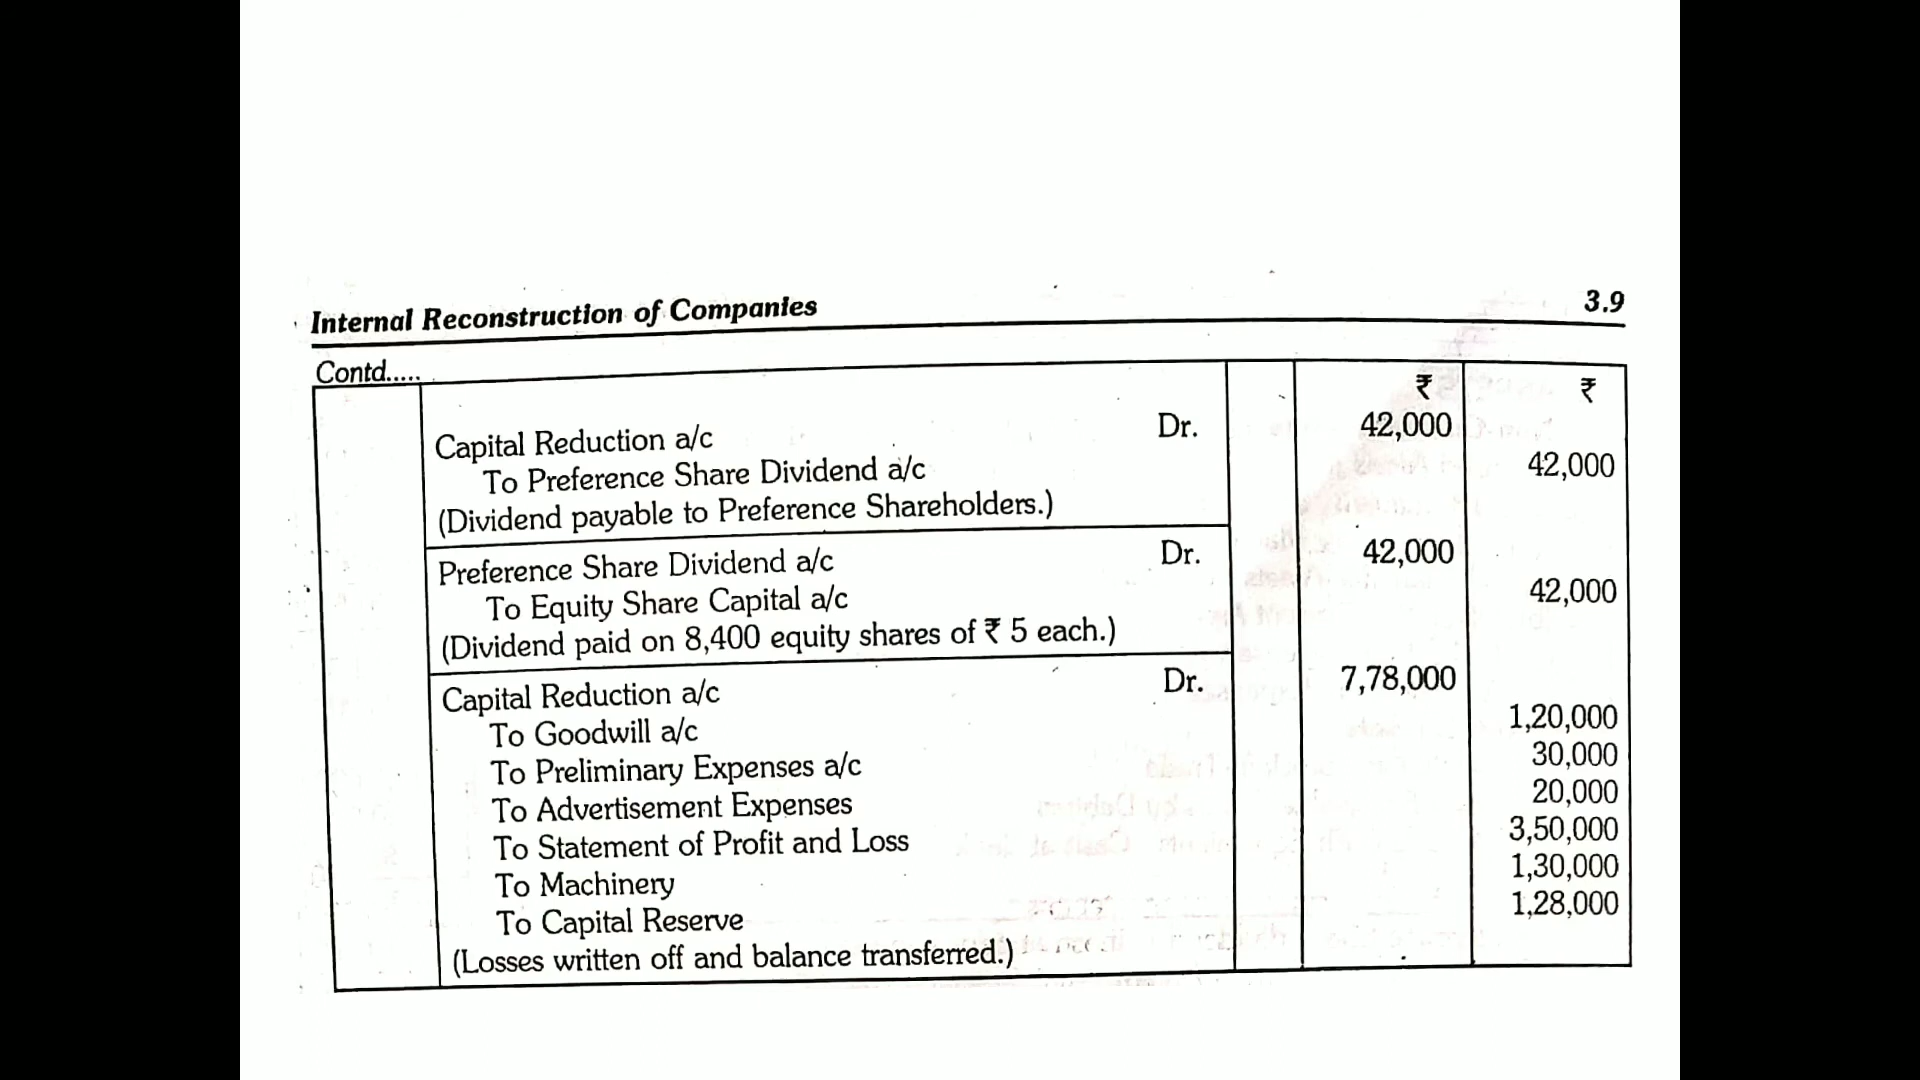 Internal Reconstruction of Companies 3.9
Contd.....
₹ ₹
Capital Reduction a/c Dr. 42,000
To Preference Share Dividend a/c 42,000
(Dividend payable to Preference Shareholders.)
Preference Share Dividend a/c Dr. 42,000
To Equity Share Capital a/c 42,000
(Dividend paid on 8,400 equity shares of ₹ 5 each.)
Capital Reduction a/c Dr. 7,78,000
To Goodwill a/c 1,20,000
To Preliminary Expenses a/c 30,000
To Advertisement Expenses 20,000
To Statement of Profit and Loss 3,50,000
To Machinery 1,30,000
To Capital Reserve 1,28,000
(Losses written off and balance transferred.)